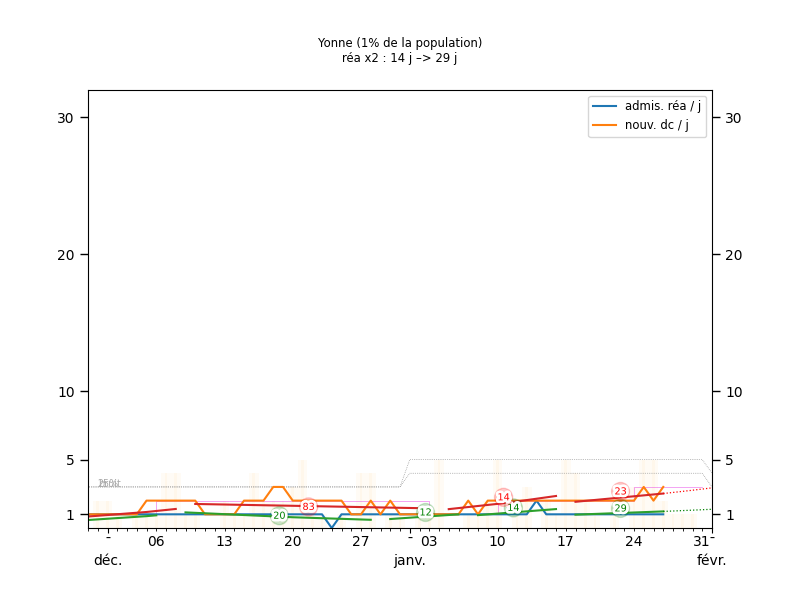 Yonne (1% de la population)
réa x2 : 14 j –> 29 j
admis. réa / j
nouv. dc / j
30 30
20 20
10 10
5 5
1 1
83 20 12 14 14 23 29
- 06 13 20 27 - 03 10 17 24 31 -
déc. janv. févr.